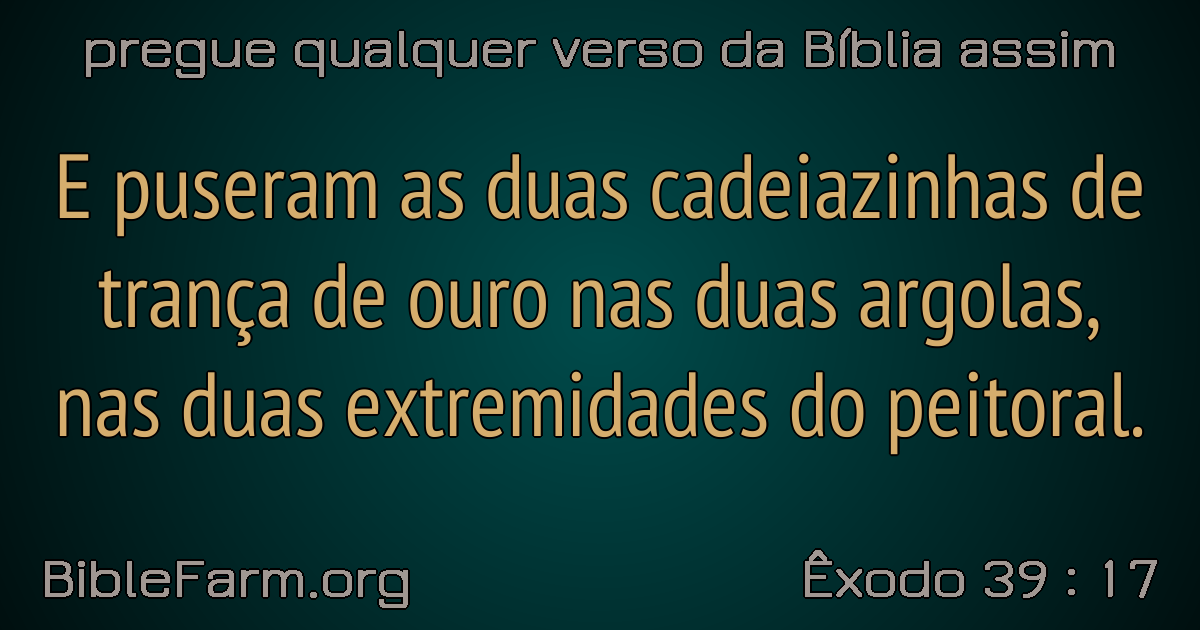 pregue qualquer verso da Bíblia assim
E puseram as duas cadeiazinhas de
trança de ouro nas duas argolas,
nas duas extremidades do peitoral.
BibleFarm.org
Êxodo 39 : 17